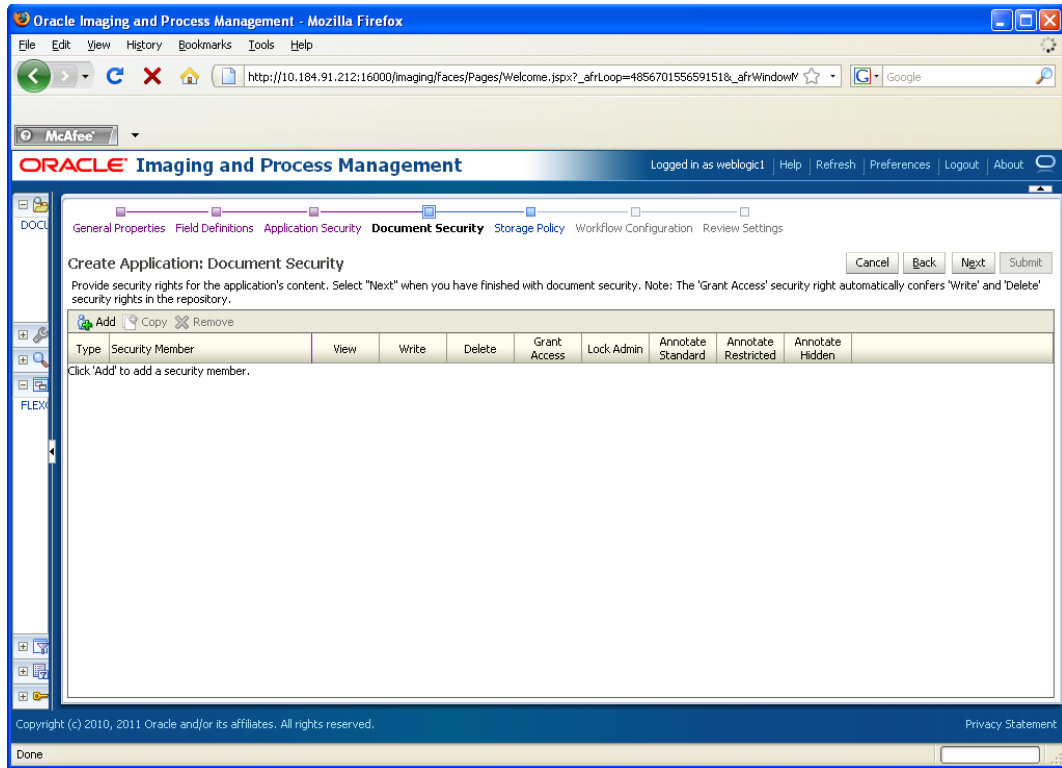 Oracle Imaging and Process Management - Mozilla Firefox
File Edit View History Bookmarks Tools Help
http://10.184.91.212:16000/imaging/faces/Pages/Welcome.jspx?_afrLoop=485670155659151&_afrWindowM
G Google
McAfee
ORACLE Imaging and Process Management Logged in as weblogic1 | Help | Refresh | Preferences | Logout | About
DOCU
General Properties Field Definitions Application Security Document Security Storage Policy Workflow Configuration Review Settings
Create Application: Document Security Cancel Back Next Submit
Provide security rights for the application's content. Select "Next" when you have finished with document security. Note: The 'Grant Access' security right automatically confers 'Write' and 'Delete'
security rights in the repository.
Add Copy Remove
Type Security Member View Write Delete Grant Access Lock Admin Annotate Standard Annotate Restricted Annotate Hidden
Click 'Add' to add a security member.
FLEX
Copyright (c) 2010, 2011 Oracle and/or its affiliates. All rights reserved. Privacy Statement
Done